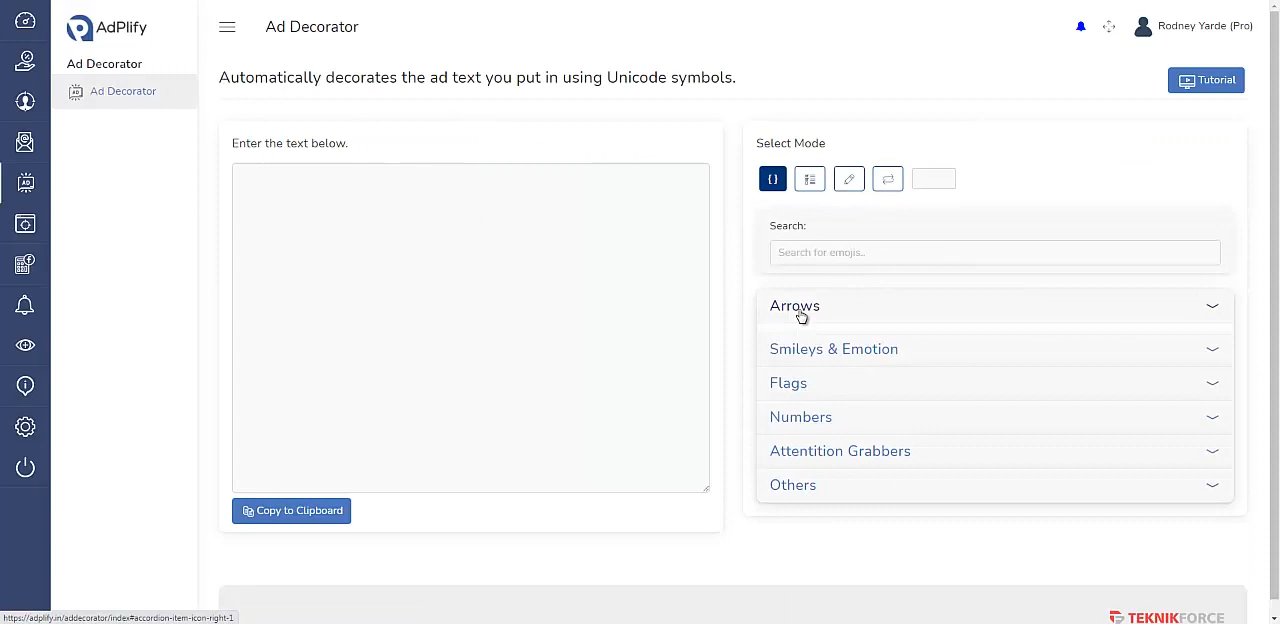 AdPlify
Ad Decorator
Rodney Yarde (Pro)
Ad Decorator
Ad Decorator
Automatically decorates the ad text you put in using Unicode symbols.
Tutorial
Enter the text below.
Copy to Clipboard
Select Mode
{}
Search:
Search for emojis..
Arrows
Smileys & Emotion
Flags
Numbers
Attentition Grabbers
Others
https://adplify.in/addecorator/index#accordion-item-icon-right-1
TEKNIKFORCE